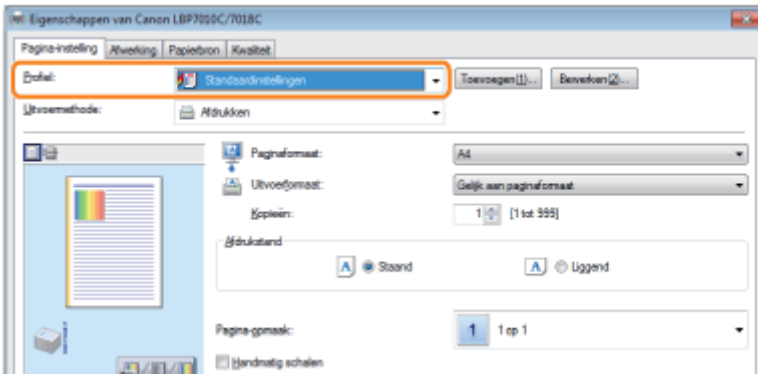 Eigenschappen van Canon LBP7010C/7018C
Pagina-instelling Afwerking Papierbron Kwaliteit
Profiel: Standaardinstellingen Toevoegen(1)... Bewerken(2)...
Uitvoermethode: Afdrukken
Paginaformaat: A4
Uitvoerformaat: Gelijk aan paginaformaat
Kopieën: 1 [1 tot 999]
Afdrukstand
A Staand A Liggend
Pagina-opmaak: 1 1 op 1
Handmatig schalen